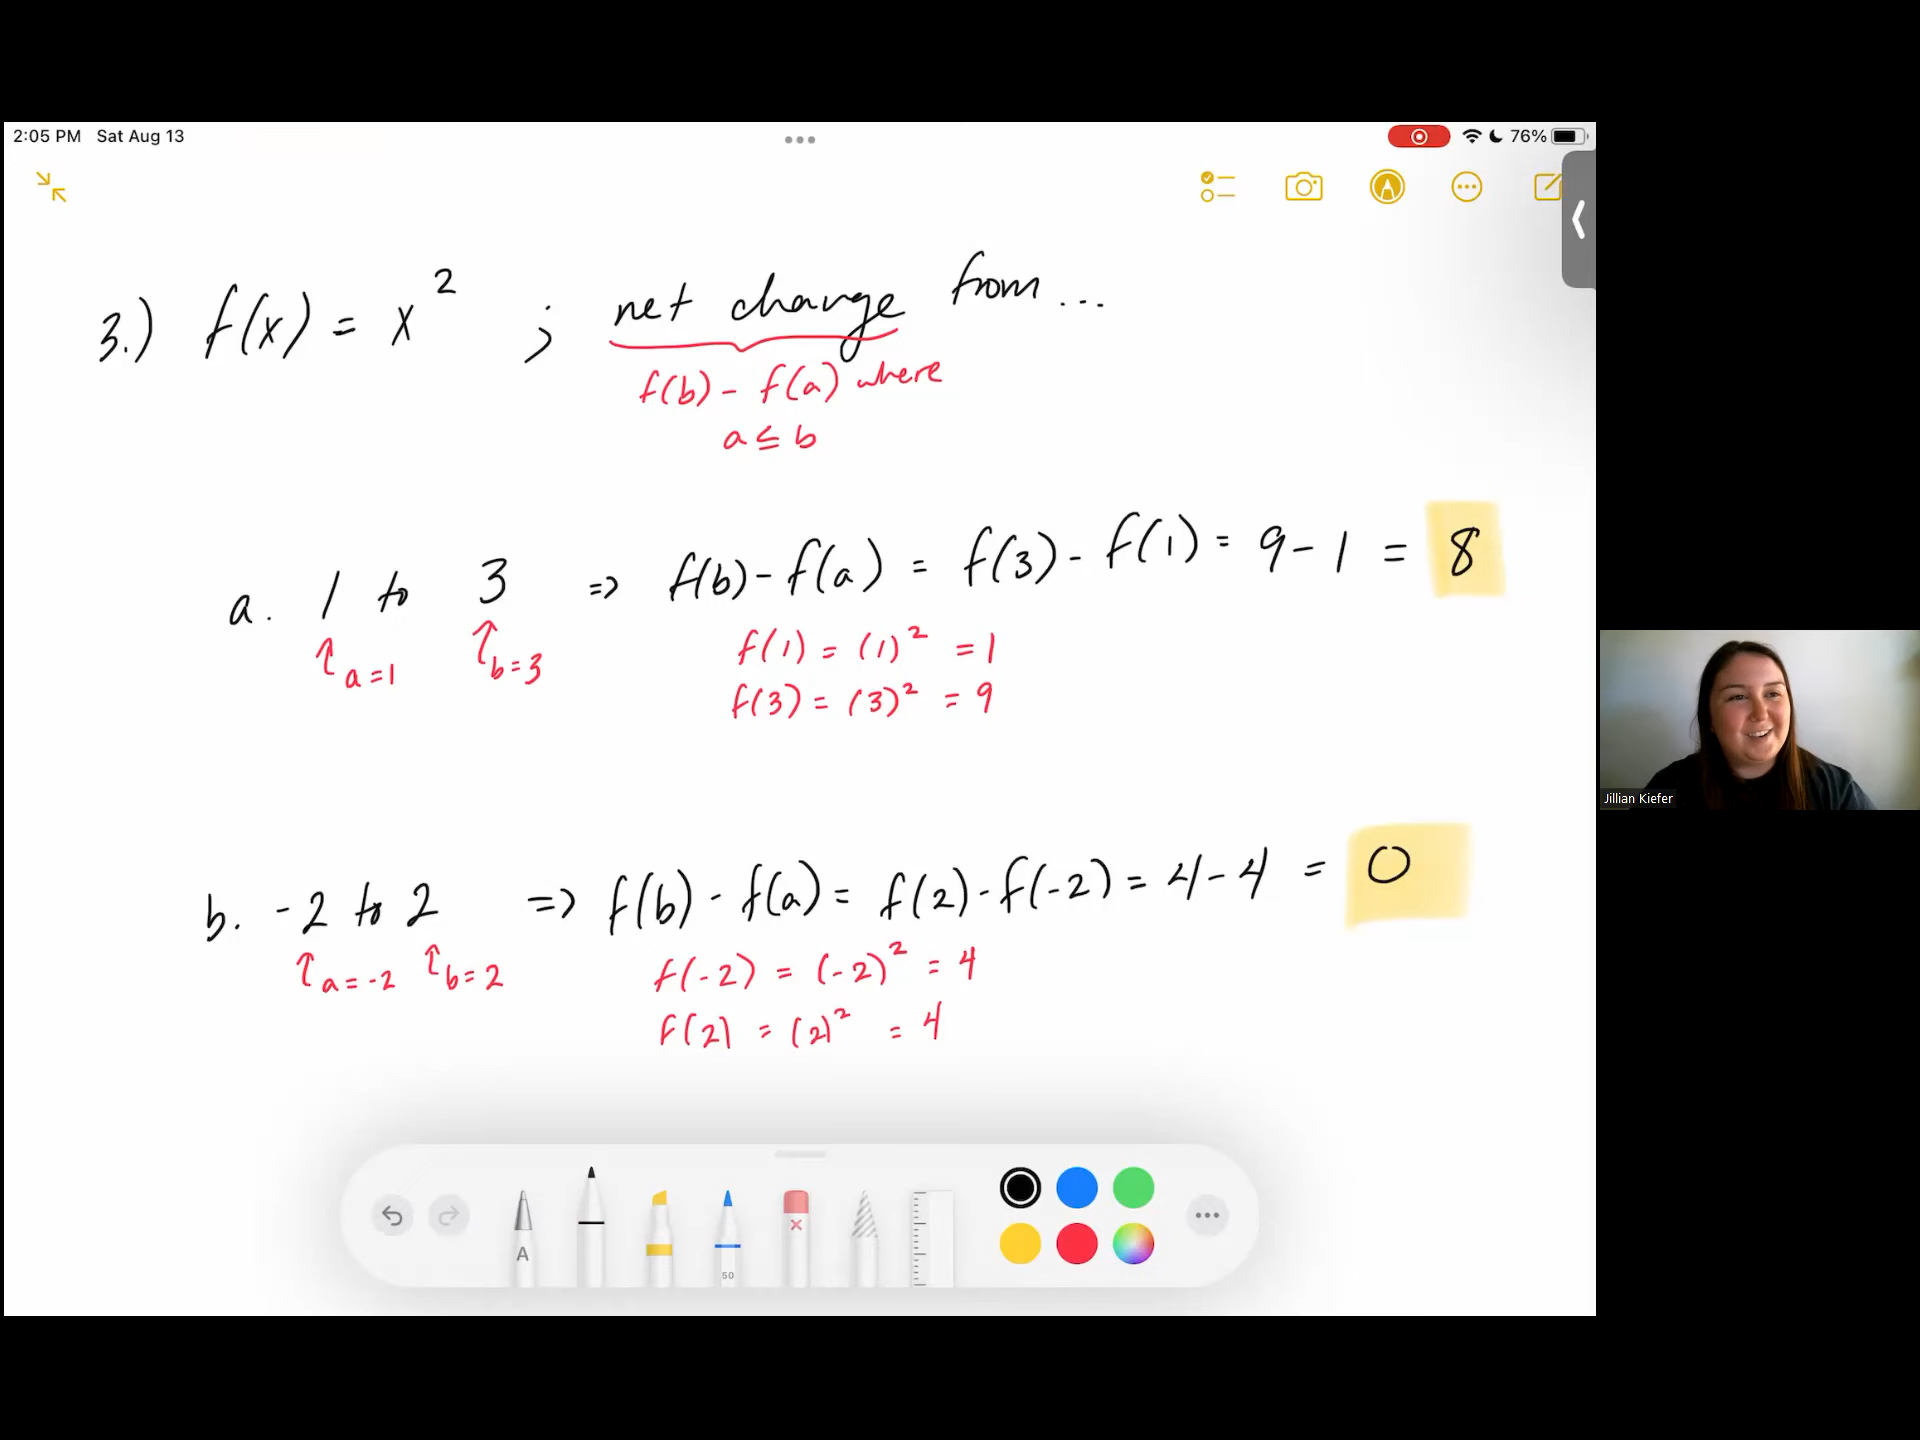 2:05 PM Sat Aug 13
76%
3.) f(x) = x² ; net change from...
f(b) - f(a) where
a ≤ b
a. 1 to 3 => f(b) - f(a) = f(3) - f(1) = 9 - 1 = 8
a=1 b=3
f(1) = (1)² = 1
f(3) = (3)² = 9
Jillian Kiefer
b. -2 to 2 => f(b) - f(a) = f(2) - f(-2) = 4 - 4 = 0
a=-2 b=2
f(-2) = (-2)² = 4
f(2) = (2)² = 4
A
50